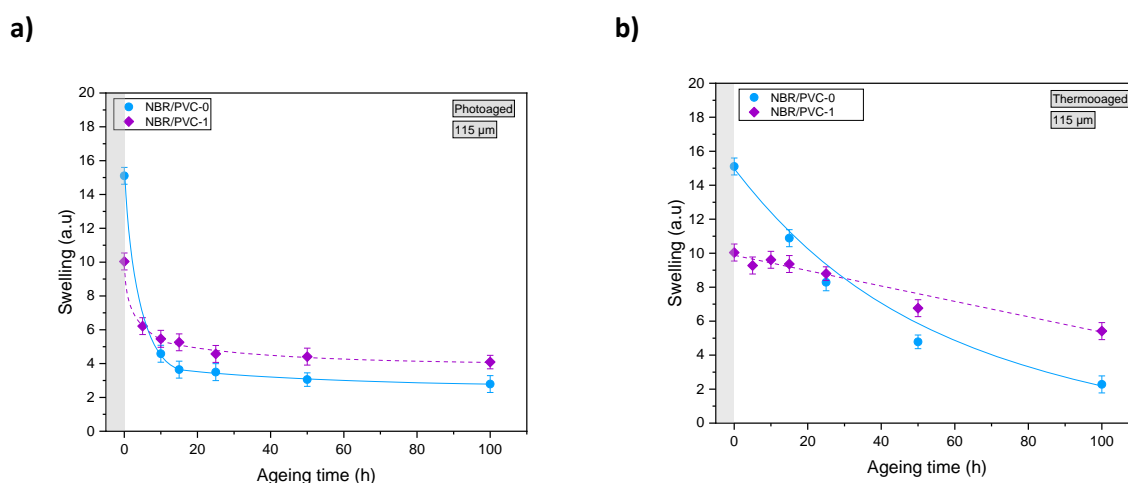 a)
20
18
16
14
12
10
8
6
4
2
0
Swelling (a.u)
NBR/PVC-0
NBR/PVC-1
Photoaged
115 µm
0 20 40 60 80 100
Ageing time (h)
b)
20
18
16
14
12
10
8
6
4
2
0
Swelling (a.u)
NBR/PVC-0
NBR/PVC-1
Thermooaged
115 µm
0 20 40 60 80 100
Ageing time (h)